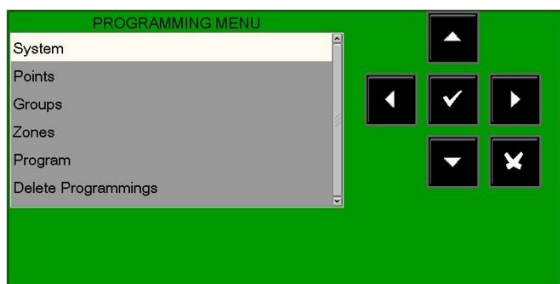 PROGRAMMING MENU
System
Points
Groups
Zones
Program
Delete Programmings